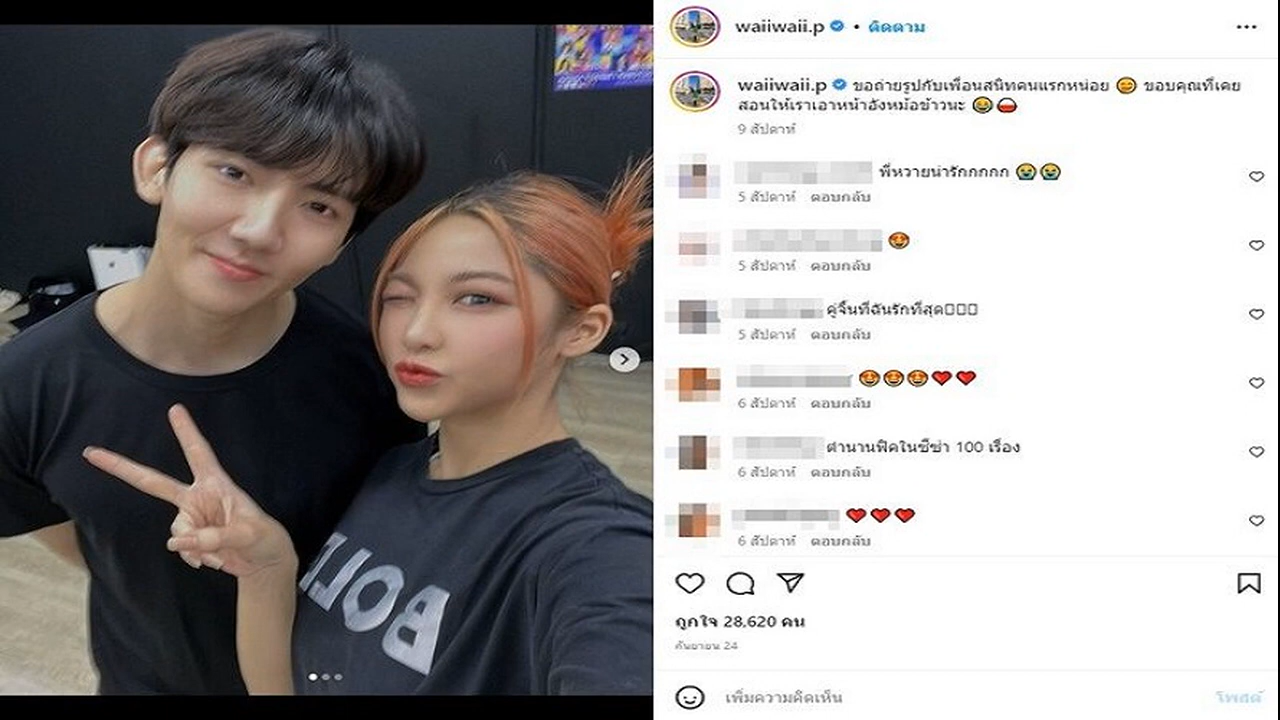 waiiwaii.p • ติดตาม
waiiwaii.p ขอถ่ายรูปกับเพื่อนสนิทคนแรกหน่อย 😊 ขอบคุณที่เคย
สอนให้เราเอาหน้าอังหม้อข้าวนะ 😂🍚
9 สัปดาห์
พี่หวายน่ารักกกกก 😭😭
5 สัปดาห์ ตอบกลับ
🤩
5 สัปดาห์ ตอบกลับ
คู่จิ้นที่ฉันรักที่สุด
5 สัปดาห์ ตอบกลับ
🤩🤩🤩❤️❤️
6 สัปดาห์ ตอบกลับ
ตำนานฟิคในซีซ่า 100 เรื่อง
6 สัปดาห์ ตอบกลับ
❤️❤️❤️
6 สัปดาห์ ตอบกลับ
ถูกใจ 28,620 คน
กันยายน 24
เพิ่มความคิดเห็น โพสต์
BOLD